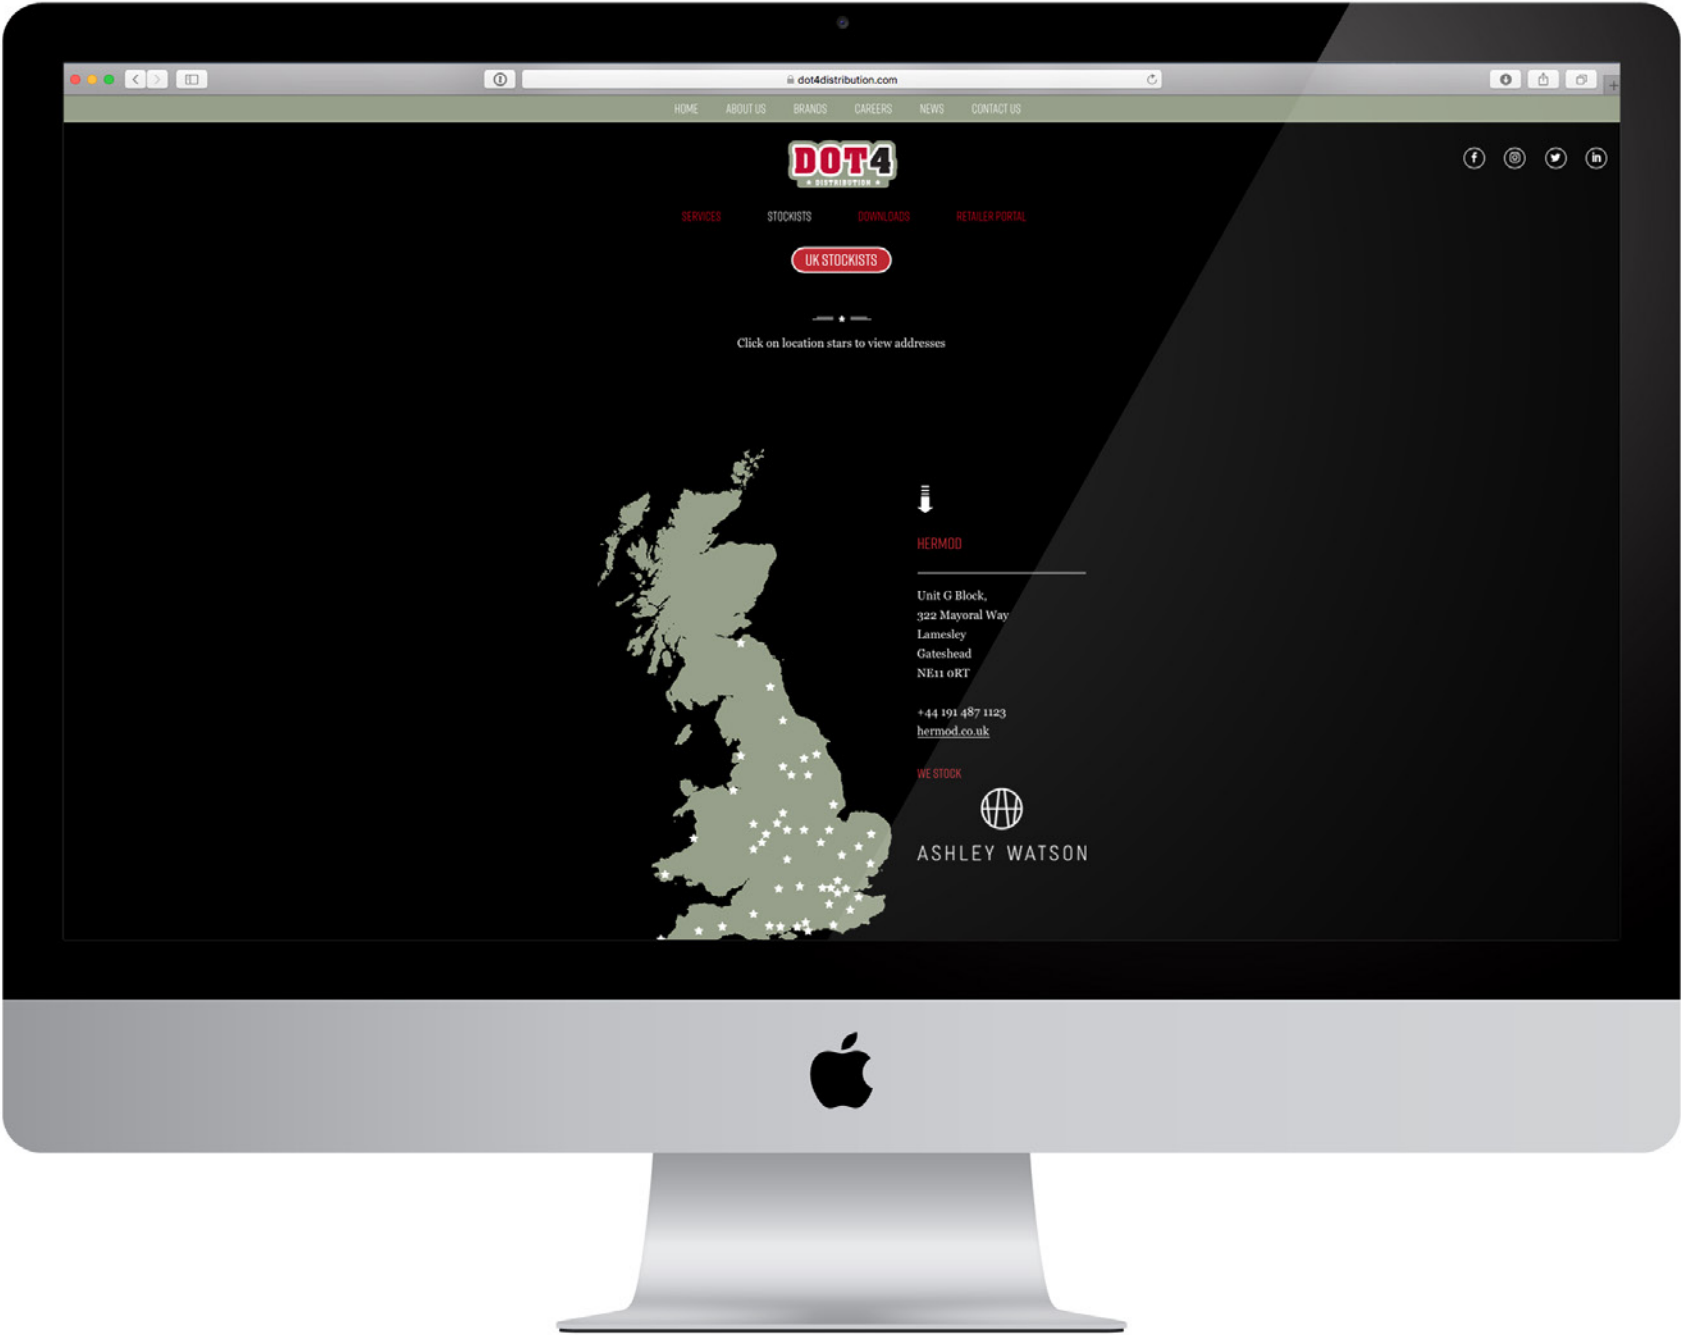 dot4distribution.com
HOME ABOUT US BRANDS CAREERS NEWS CONTACT US
DOT4
DISTRIBUTION
SERVICES STOCKISTS DOWNLOADS RETAILER PORTAL
UK STOCKISTS
Click on location stars to view addresses
HERMOD
Unit G Block,
322 Mayoral Way
Lamesley
Gateshead
NE11 0RT
+44 191 487 1123
hermod.co.uk
WE STOCK
ASHLEY WATSON